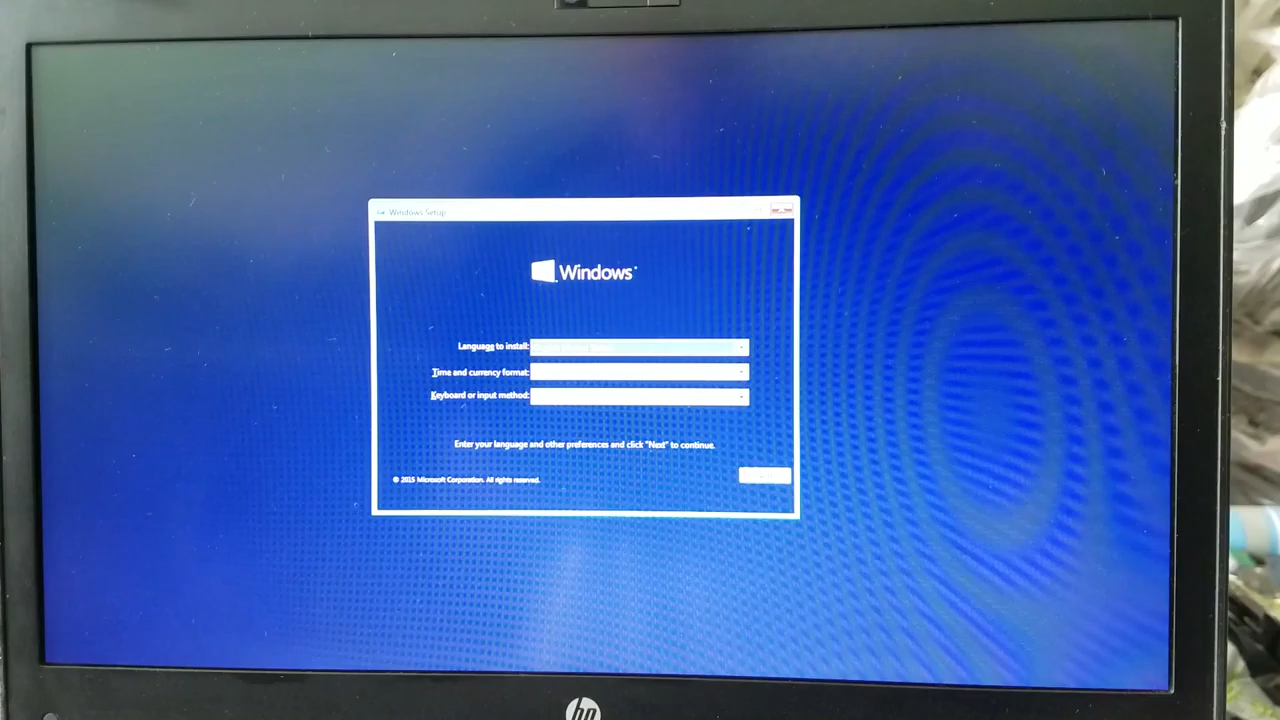 Windows Setup
Windows
Language to install:
Time and currency format:
Keyboard or input method:
Enter your language and other preferences and click "Next" to continue.
© 2015 Microsoft Corporation. All rights reserved.
hp